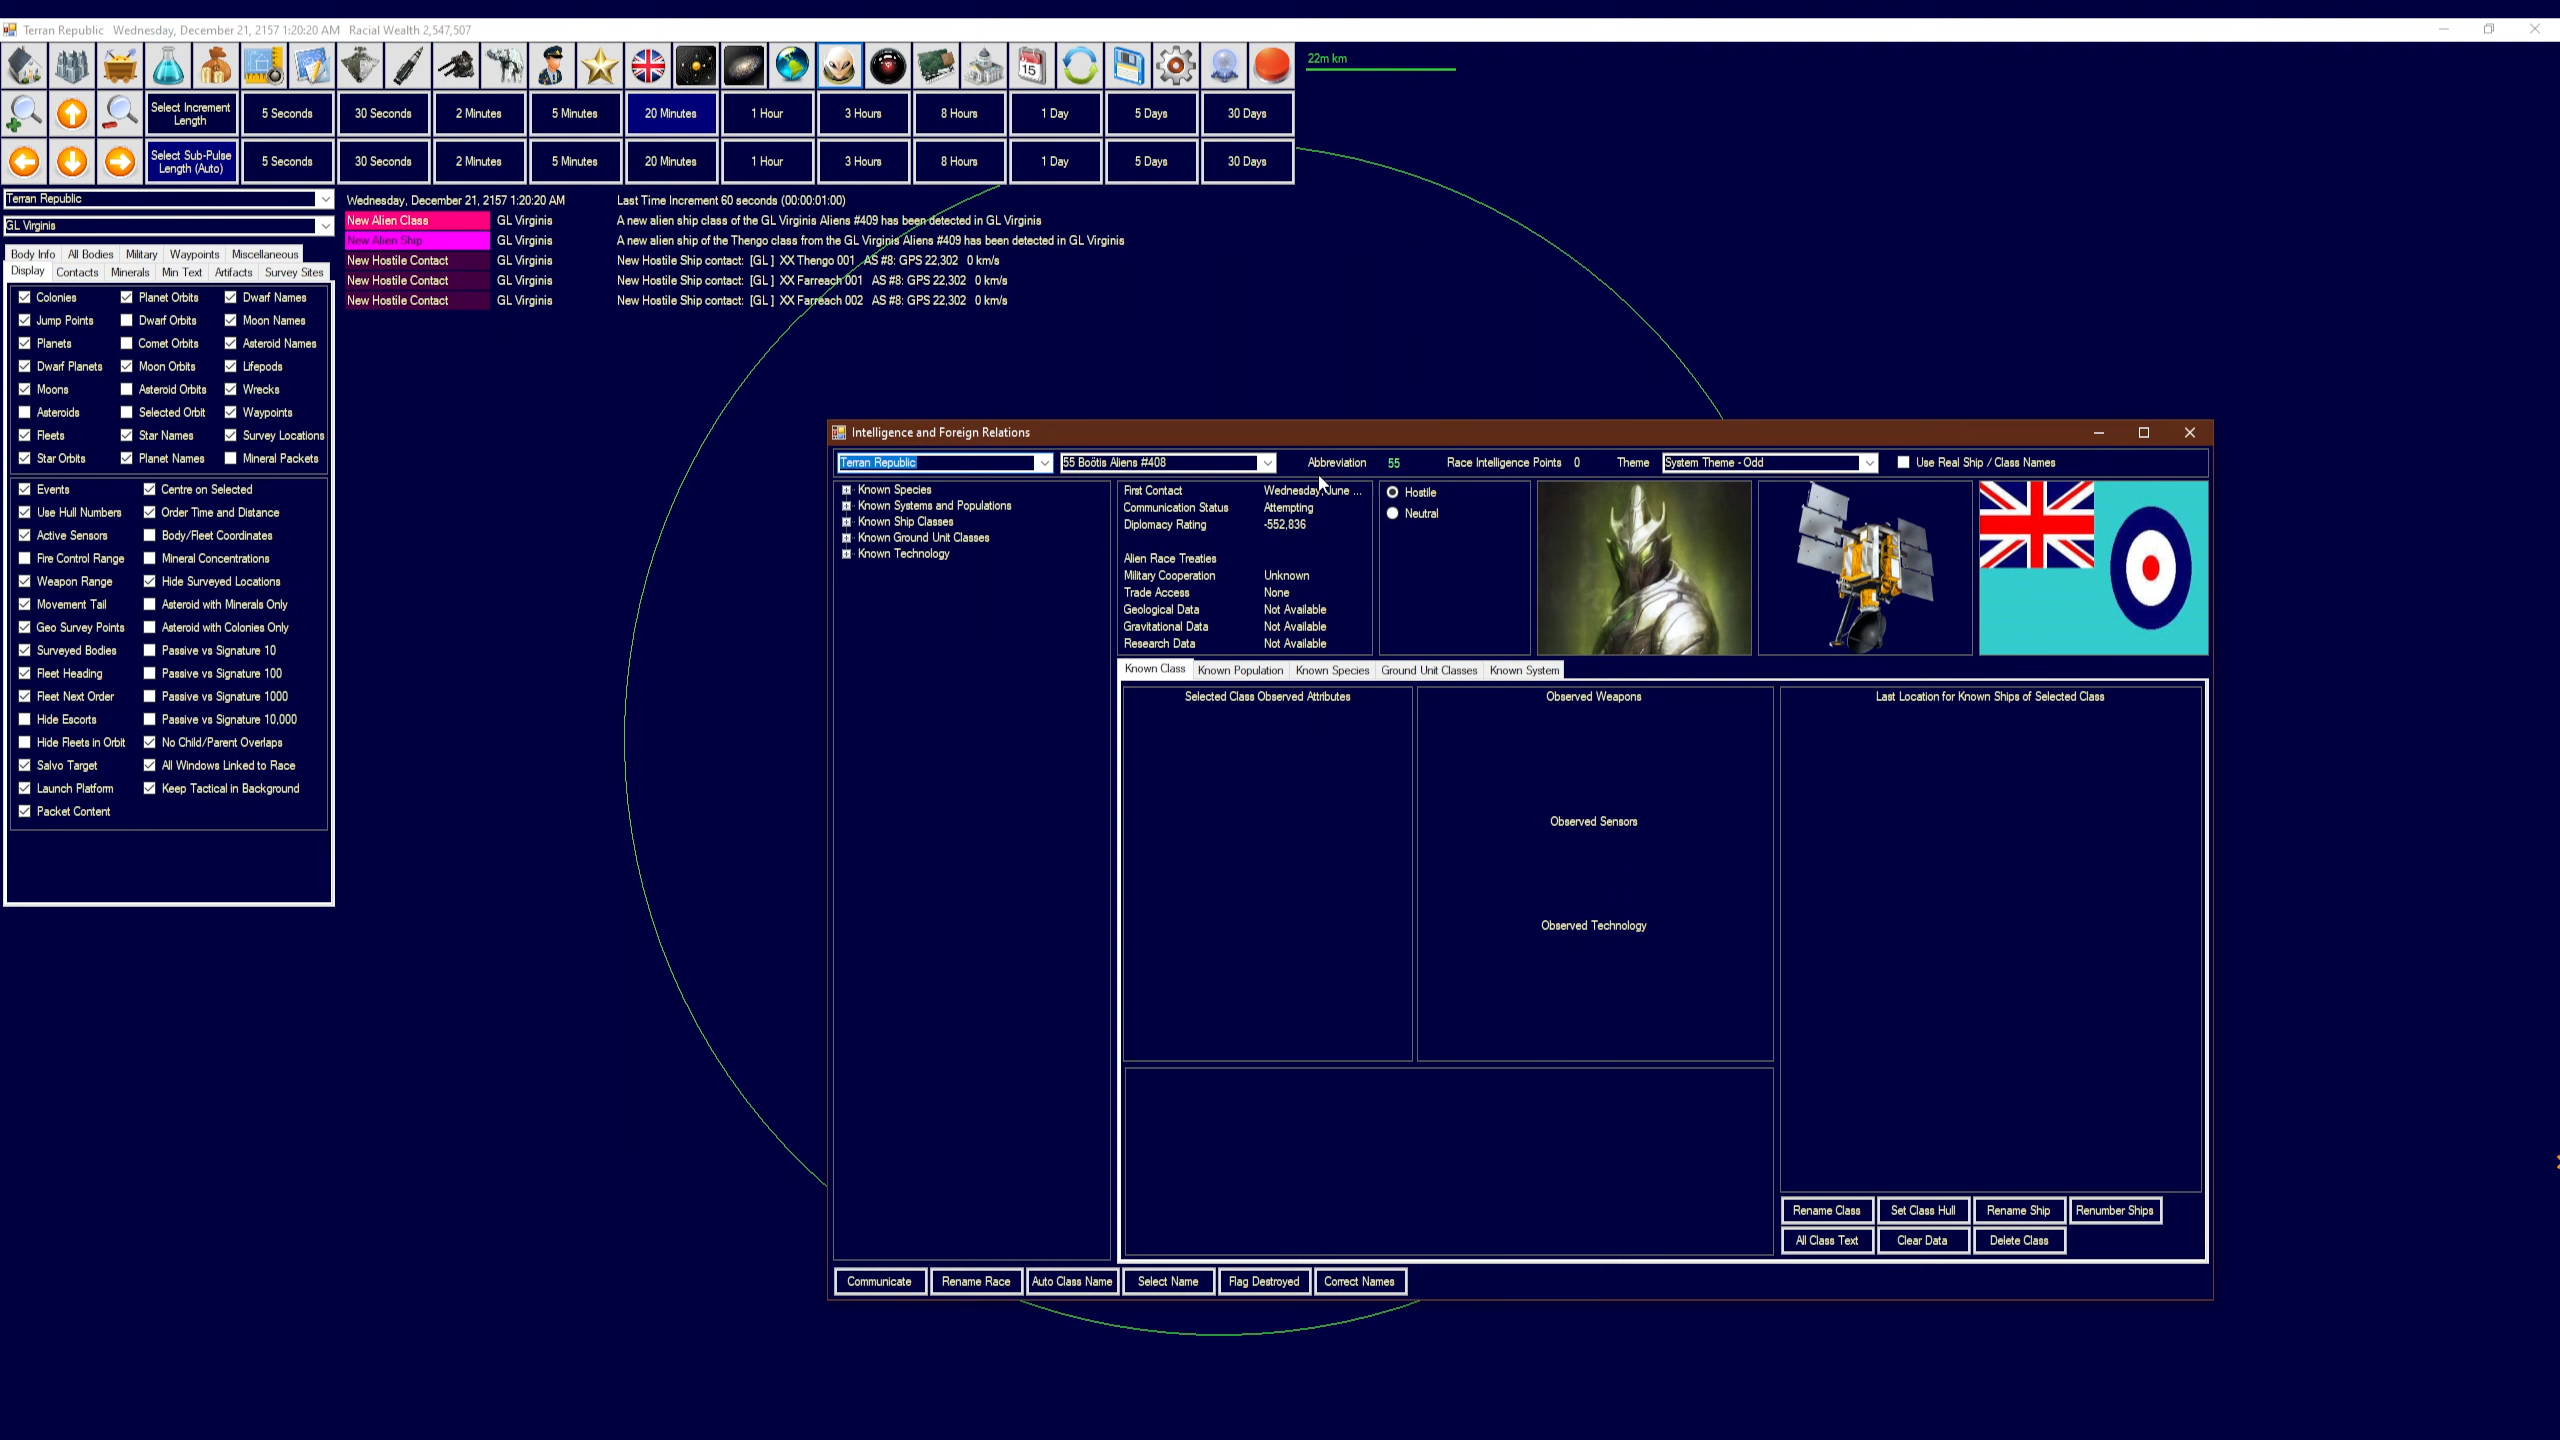 Terran Republic Wednesday, December 21, 2157 1:20:20 AM Racial Wealth 2,547,507
22m km
15
Select Increment Length 5 Seconds 30 Seconds 2 Minutes 5 Minutes 20 Minutes 1 Hour 3 Hours 8 Hours 1 Day 5 Days 30 Days
Select Sub-Pulse Length (Auto) 5 Seconds 30 Seconds 2 Minutes 5 Minutes 20 Minutes 1 Hour 3 Hours 8 Hours 1 Day 5 Days 30 Days
Terran Republic
GL Virginis
Body Info All Bodies Military Waypoints Miscellaneous
Display Contacts Minerals Min Text Artifacts Survey Sites
Colonies Planet Orbits Dwarf Names
Jump Points Dwarf Orbits Moon Names
Planets Comet Orbits Asteroid Names
Dwarf Planets Moon Orbits Lifepods
Moons Asteroid Orbits Wrecks
Asteroids Selected Orbit Waypoints
Fleets Star Names Survey Locations
Star Orbits Planet Names Mineral Packets
Events Centre on Selected
Use Hull Numbers Order Time and Distance
Active Sensors Body/Fleet Coordinates
Fire Control Range Mineral Concentrations
Weapon Range Hide Surveyed Locations
Movement Tail Asteroid with Minerals Only
Geo Survey Points Asteroid with Colonies Only
Surveyed Bodies Passive vs Signature 10
Fleet Heading Passive vs Signature 100
Fleet Next Order Passive vs Signature 1000
Hide Escorts Passive vs Signature 10,000
Hide Fleets in Orbit No Child/Parent Overlaps
Salvo Target All Windows Linked to Race
Launch Platform Keep Tactical in Background
Packet Content
Wednesday, December 21, 2157 1:20:20 AM Last Time Increment 60 seconds (00:00:01:00)
New Alien Class GL Virginis A new alien ship class of the GL Virginis Aliens #409 has been detected in GL Virginis
New Alien Ship GL Virginis A new alien ship of the Thengo class from the GL Virginis Aliens #409 has been detected in GL Virginis
New Hostile Contact GL Virginis New Hostile Ship contact: [GL ] XX Thengo 001 AS #8: GPS 22,302 0 km/s
New Hostile Contact GL Virginis New Hostile Ship contact: [GL ] XX Farreach 001 AS #8: GPS 22,302 0 km/s
New Hostile Contact GL Virginis New Hostile Ship contact: [GL ] XX Farreach 002 AS #8: GPS 22,302 0 km/s
Intelligence and Foreign Relations
Terran Republic 55 Boötis Aliens #408 Abbreviation 55 Race Intelligence Points 0 Theme System Theme - Odd Use Real Ship / Class Names
Known Species
Known Systems and Populations
Known Ship Classes
Known Ground Unit Classes
Known Technology
First Contact Wednesday, June ...
Communication Status Attempting
Diplomacy Rating -552,836
Alien Race Treaties
Military Cooperation Unknown
Trade Access None
Geological Data Not Available
Gravitational Data Not Available
Research Data Not Available
Hostile
Neutral
Known Class Known Population Known Species Ground Unit Classes Known System
Selected Class Observed Attributes Observed Weapons Last Location for Known Ships of Selected Class
Observed Sensors
Observed Technology
Rename Class Set Class Hull Rename Ship Renumber Ships
All Class Text Clear Data Delete Class
Communicate Rename Race Auto Class Name Select Name Flag Destroyed Correct Names